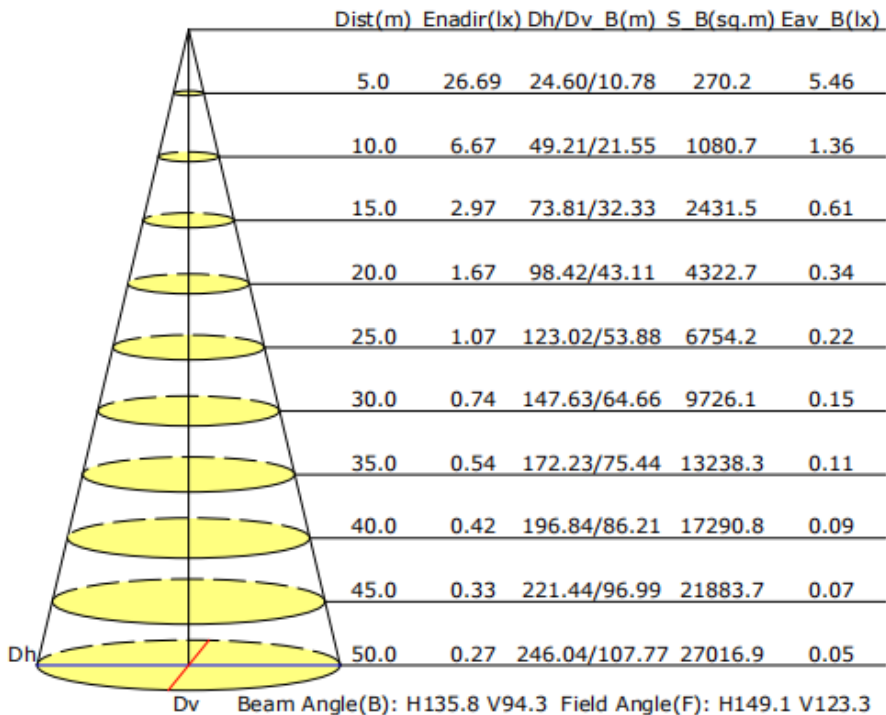 Dist(m) Enadir(lx) Dh/Dv_B(m) S_B(sq.m) Eav_B(lx)
5.0 26.69 24.60/10.78 270.2 5.46
10.0 6.67 49.21/21.55 1080.7 1.36
15.0 2.97 73.81/32.33 2431.5 0.61
20.0 1.67 98.42/43.11 4322.7 0.34
25.0 1.07 123.02/53.88 6754.2 0.22
30.0 0.74 147.63/64.66 9726.1 0.15
35.0 0.54 172.23/75.44 13238.3 0.11
40.0 0.42 196.84/86.21 17290.8 0.09
45.0 0.33 221.44/96.99 21883.7 0.07
Dh 50.0 0.27 246.04/107.77 27016.9 0.05
Dv Beam Angle(B): H135.8 V94.3 Field Angle(F): H149.1 V123.3